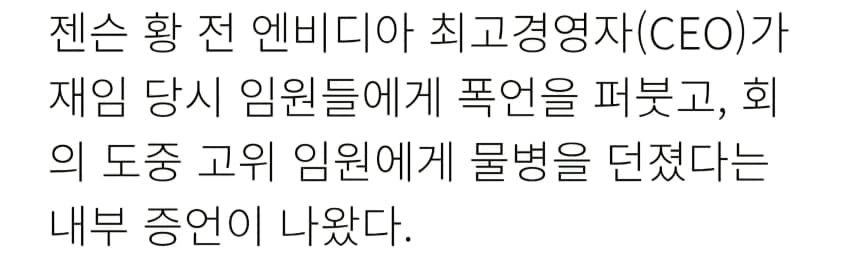 젠슨 황 전 엔비디아 최고경영자(CEO)가
재임 당시 임원들에게 폭언을 퍼붓고, 회
의 도중 고위 임원에게 물병을 던졌다는
내부 증언이 나왔다.